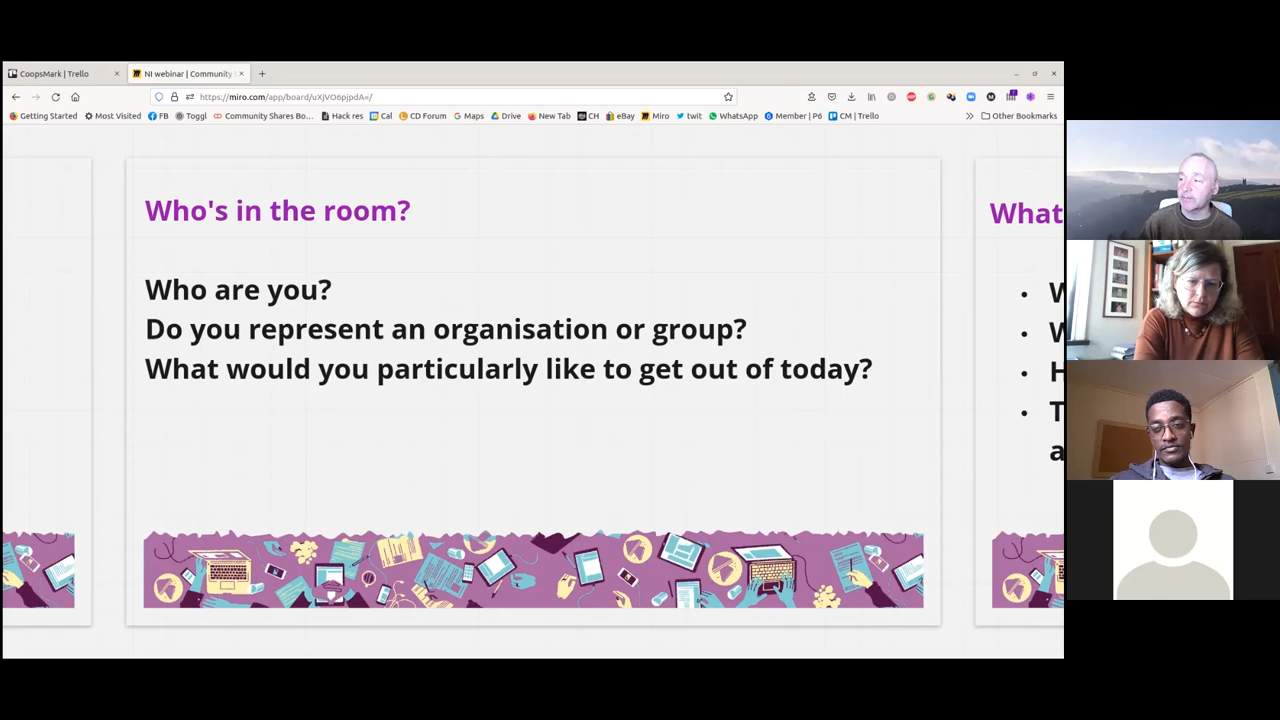 CoopsMark | Trello
NI webinar | Community
https://miro.com/app/board/uXjVO6pjpdA=/
Getting Started Most Visited FB Toggl Community Shares Bo... Hack res Cal CD Forum Maps Drive New Tab CH eBay Miro twit WhatsApp Member | P6 CM | Trello Other Bookmarks
Who's in the room?
Who are you?
Do you represent an organisation or group?
What would you particularly like to get out of today?
What
• W
• W
• H
• T
a